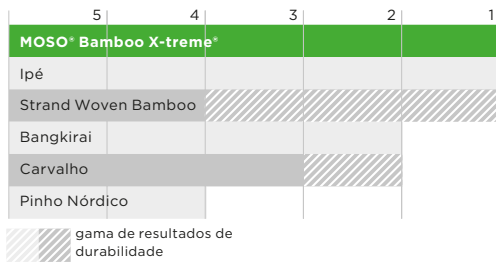 5 4 3 2 1
MOSO® Bamboo X-treme®
Ipé
Strand Woven Bamboo
Bangkirai
Carvalho
Pinho Nórdico
gama de resultados de
durabilidade